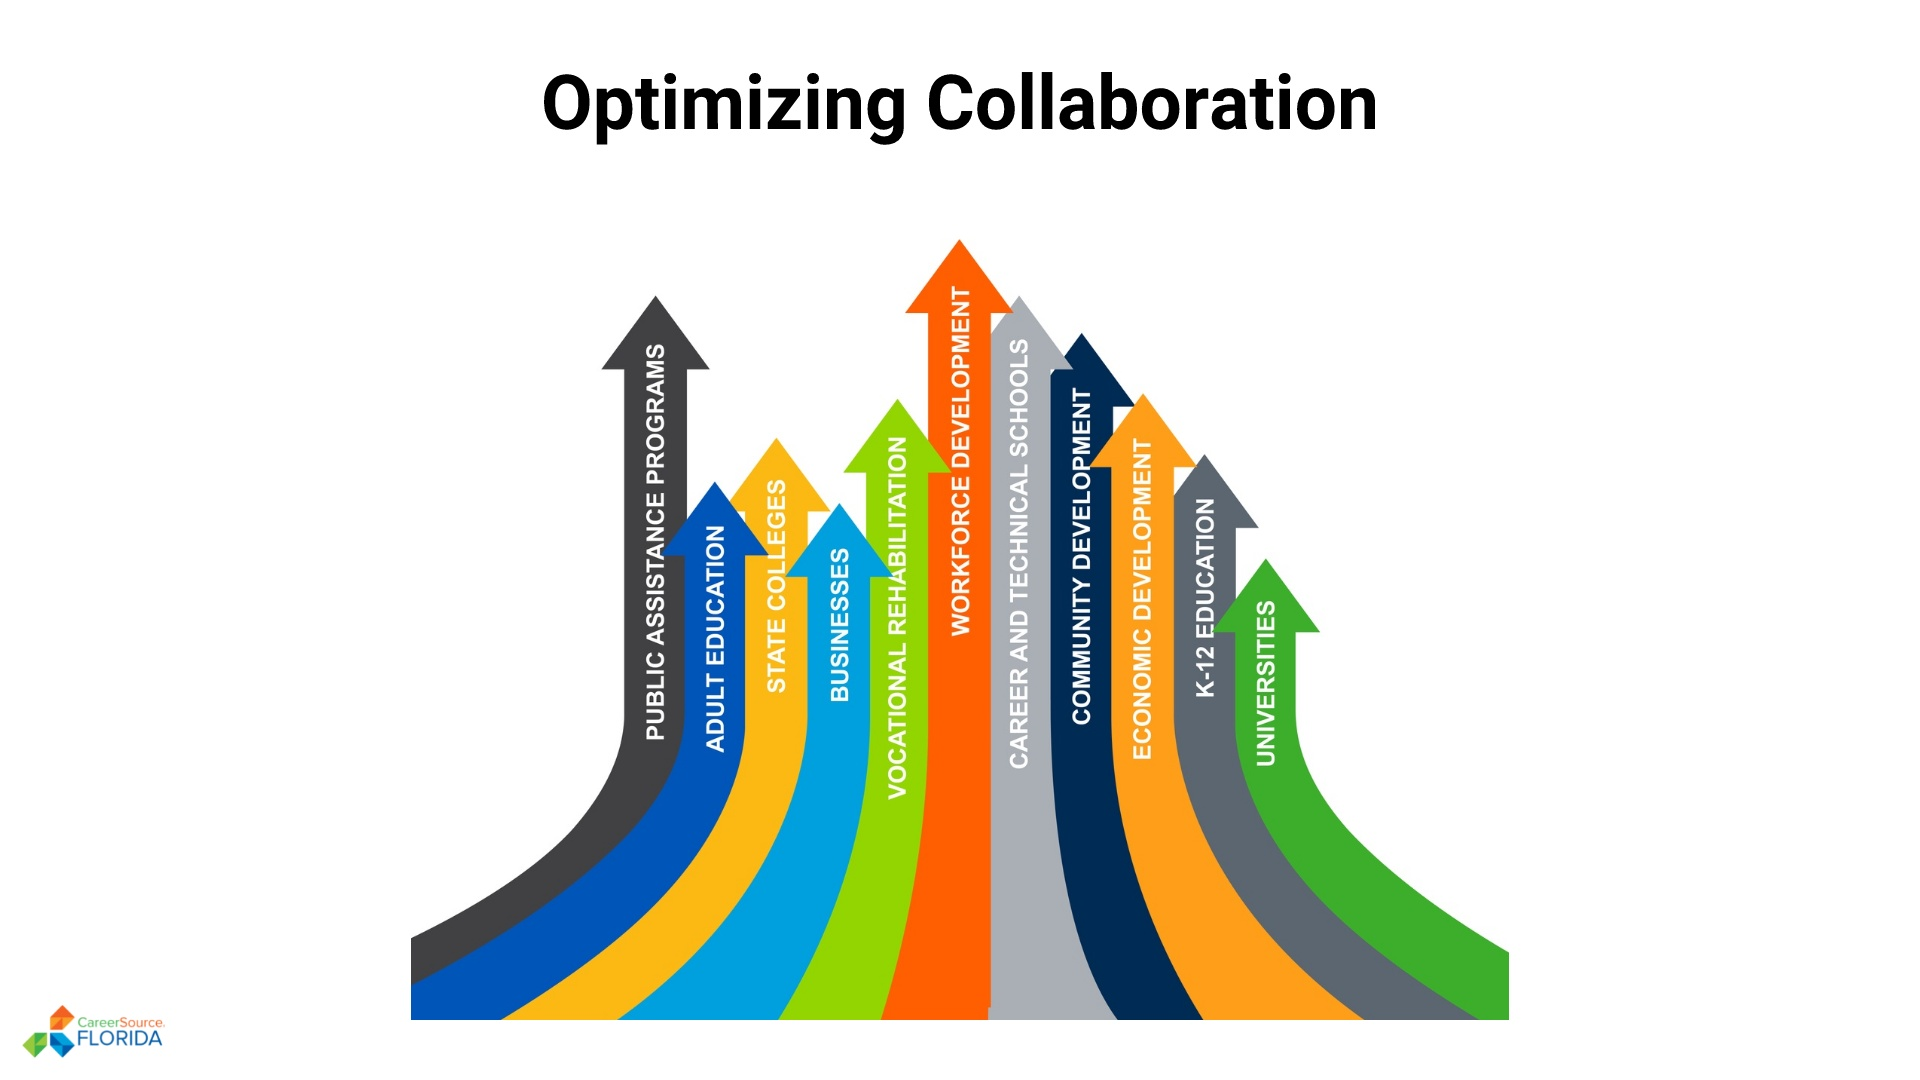 Optimizing Collaboration
PUBLIC ASSISTANCE PROGRAMS
ADULT EDUCATION
STATE COLLEGES
BUSINESSES
VOCATIONAL REHABILITATION
WORKFORCE DEVELOPMENT
CAREER AND TECHNICAL SCHOOLS
COMMUNITY DEVELOPMENT
ECONOMIC DEVELOPMENT
K-12 EDUCATION
UNIVERSITIES
CareerSource.
FLORIDA